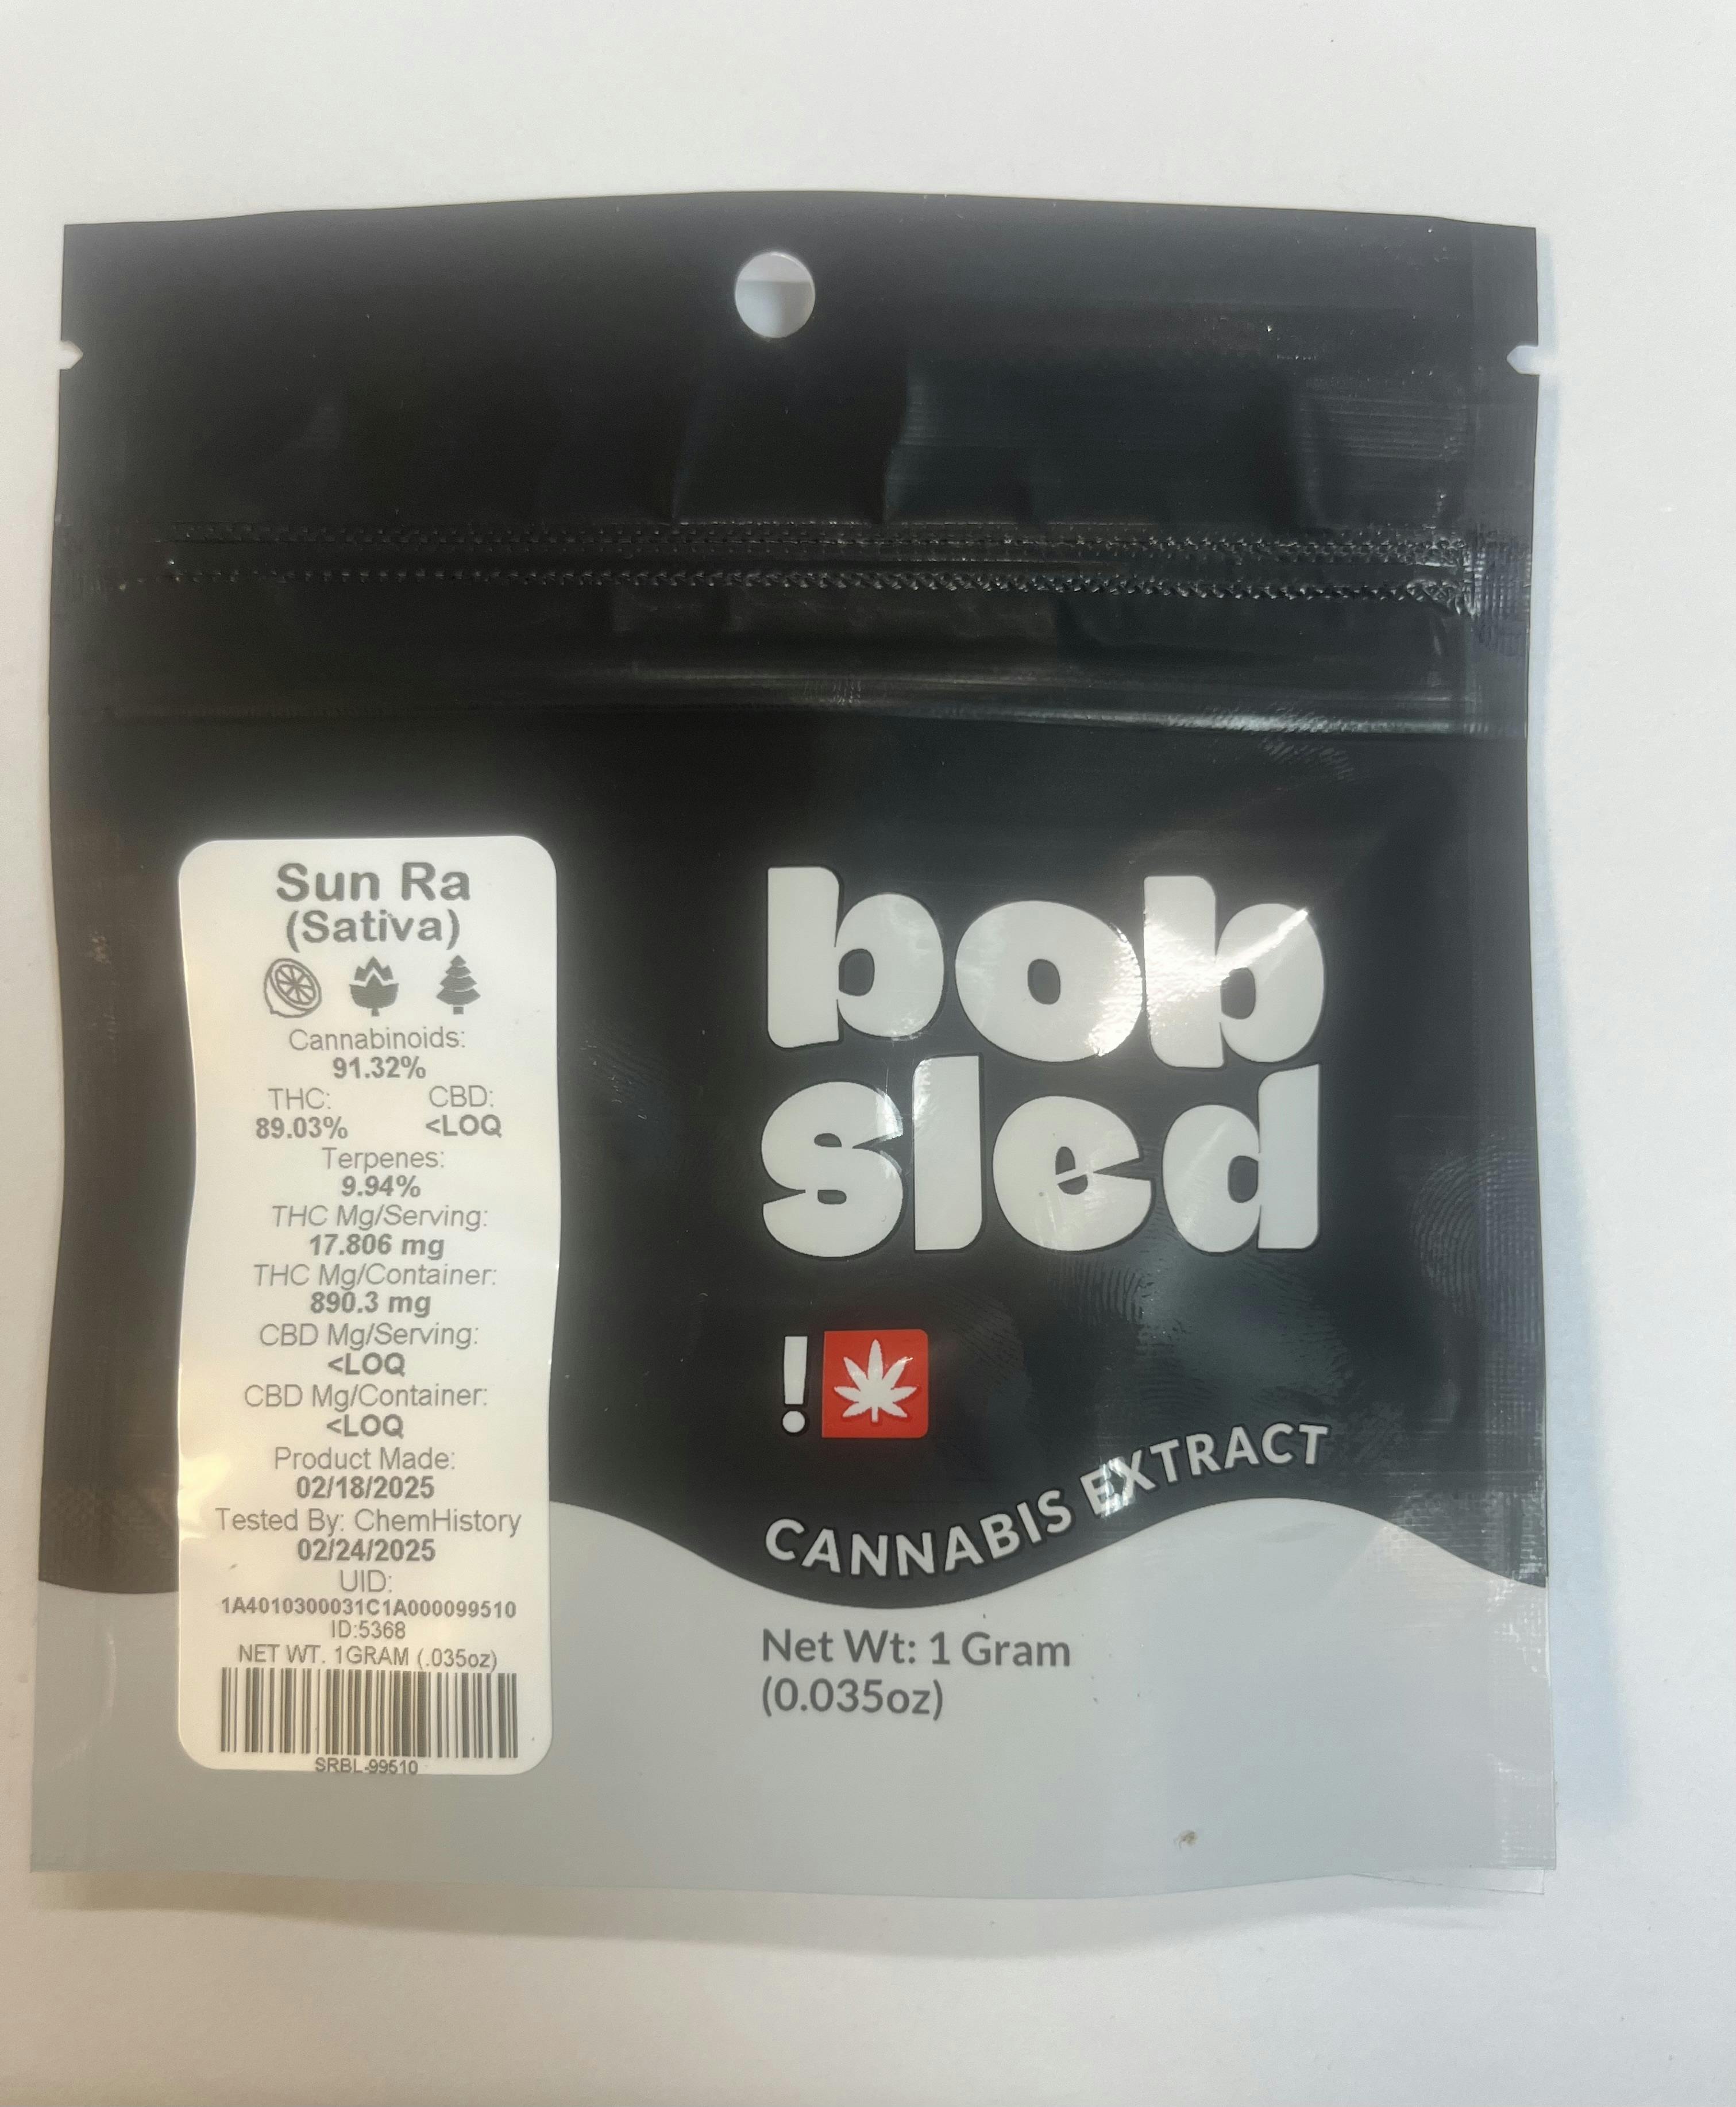 Sun Ra
(Sativa)
Cannabinoids:
91.32%
THC: CBD:
89.03% <LOQ
Terpenes:
9.94%
THC Mg/Serving:
17.806 mg
THC Mg/Container:
890.3 mg
CBD Mg/Serving:
<LOQ
CBD Mg/Container:
<LOQ
Product Made:
02/18/2025
Tested By: ChemHistory
02/24/2025
UID:
1A4010300031C1A000099510
ID:5368
NET WT. 1GRAM (.035oz)
SRBL-99510
bob
sled
!
CANNABIS EXTRACT
Net Wt: 1 Gram
(0.035oz)